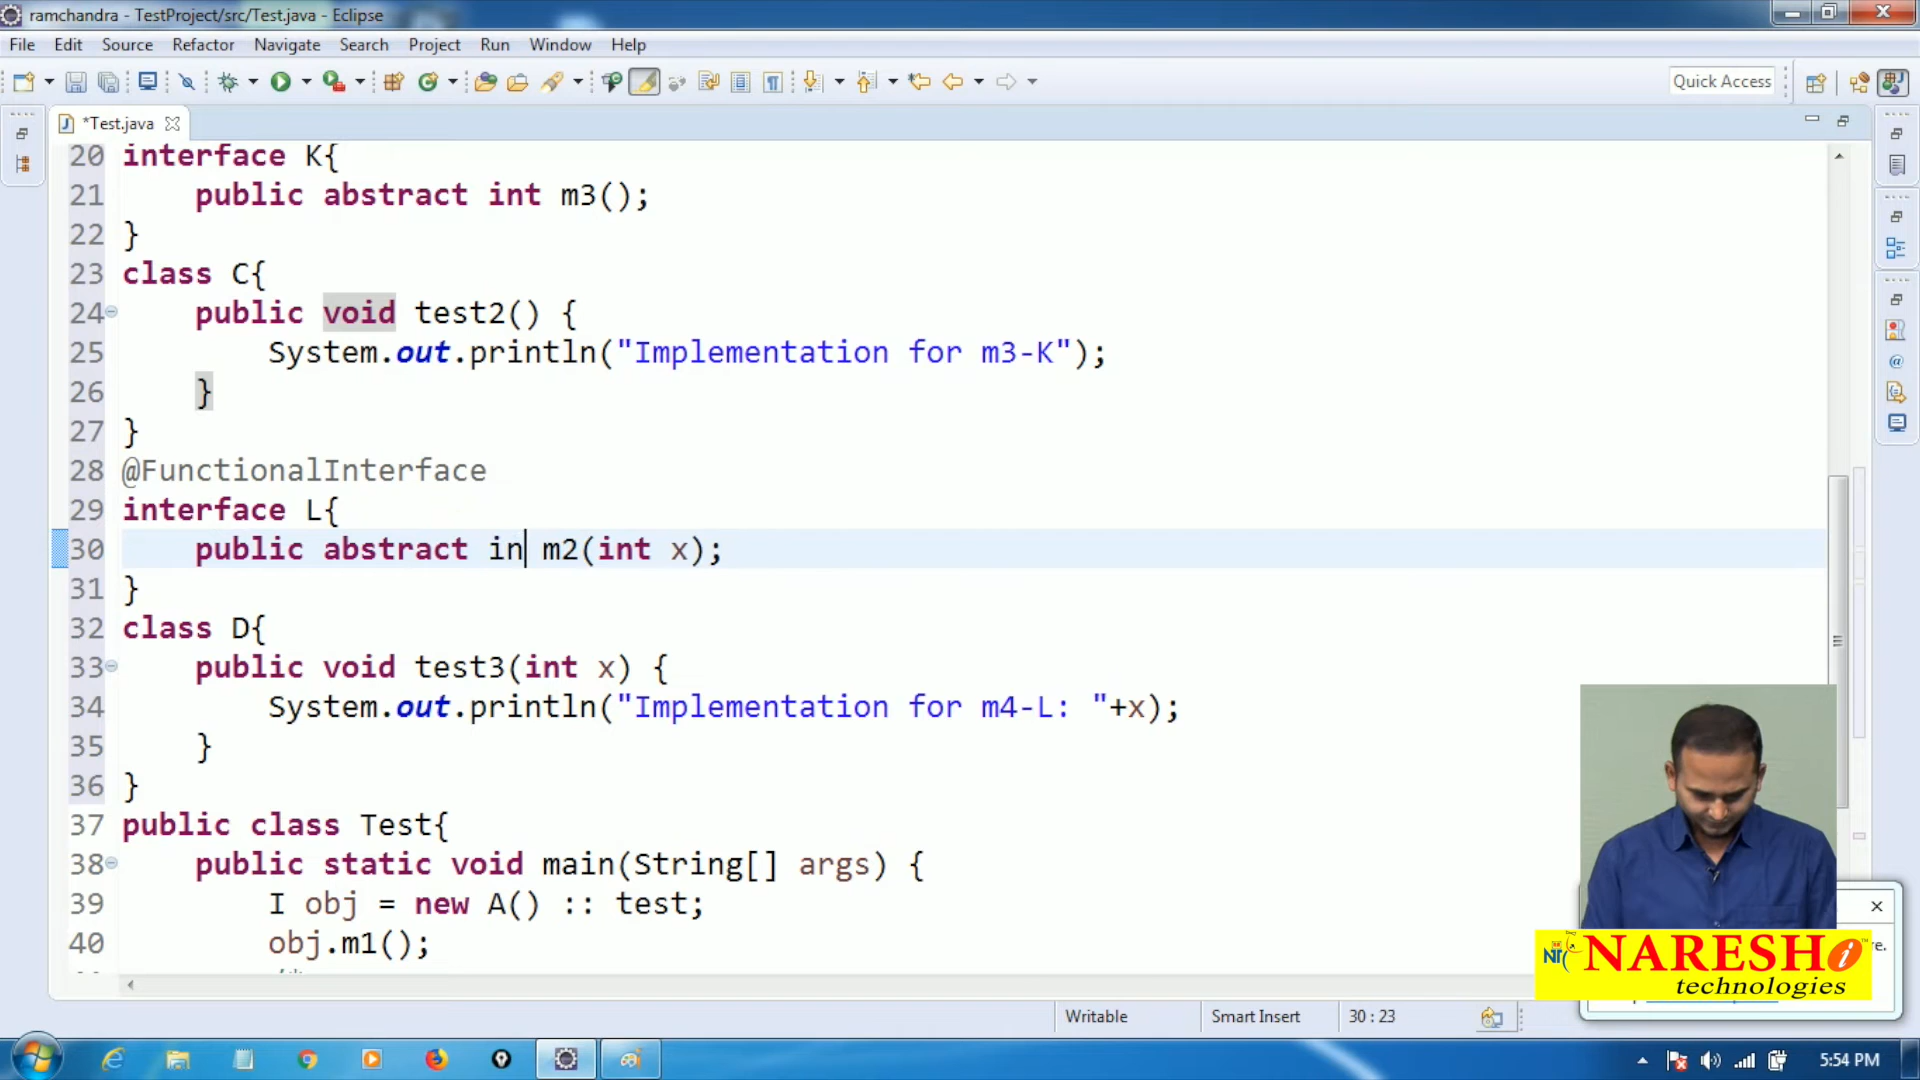 ramchandra - TestProject/src/Test.java - Eclipse
File Edit Source Refactor Navigate Search Project Run Window Help
Quick Access
*Test.java
20 interface K{
21 public abstract int m3();
22 }
23 class C{
24 public void test2() {
25 System.out.println("Implementation for m3-K");
26 }
27 }
28 @FunctionalInterface
29 interface L{
30 public abstract in m2(int x);
31 }
32 class D{
33 public void test3(int x) {
34 System.out.println("Implementation for m4-L: "+x);
35 }
36 }
37 public class Test{
38 public static void main(String[] args) {
39 I obj = new A() :: test;
40 obj.m1();
/*
re.
NARESH i
technologies
Writable Smart Insert 30 : 23
5:54 PM